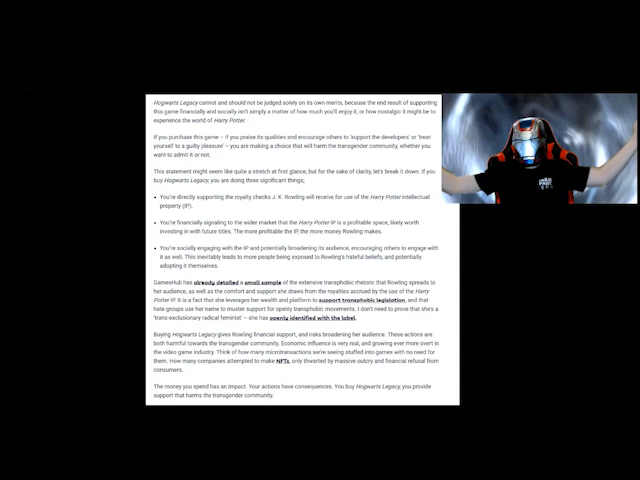 Hogwarts Legacy cannot and should not be judged solely on its own merits, because the end result of supporting
this game financially and socially isn't simply a matter of how much you'll enjoy it, or how nostalgic it might be to
experience the world of Harry Potter.
If you purchase this game – if you praise its qualities and encourage others to 'support the developers' or 'treat
yourself to a guilty pleasure' – you are making a choice that will harm the transgender community, whether you
want to admit it or not.
This statement might seem like quite a stretch at first glance, but for the sake of clarity, let's break it down. If you
buy Hogwarts Legacy, you are doing three significant things;
• You're directly supporting the royalty checks J. K. Rowling will receive for use of the Harry Potter intellectual
property (IP).
• You're financially signaling to the wider market that the Harry Potter IP is a profitable space, likely worth
investing in with future titles. The more profitable the IP, the more money Rowling makes.
• You're socially engaging with the IP and potentially broadening its audience, encouraging others to engage with
it as well. This inevitably leads to more people being exposed to Rowling's hateful beliefs, and potentially
adopting it themselves.
GamesHub has already detailed a small sample of the extensive transphobic rhetoric that Rowling spreads to
her audience, as well as the comfort and support she draws from the royalties accrued by the use of the Harry
Potter IP. It is a fact that she leverages her wealth and platform to support transphobic legislation, and that
hate groups use her name to muster support for openly transphobic movements. I don't need to prove that she's a
'trans-exclusionary radical feminist' – she has openly identified with the label.
Buying Hogwarts Legacy gives Rowling financial support, and risks broadening her audience. These actions are
both harmful towards the transgender community. Economic influence is very real, and growing ever more overt in
the video game industry. Think of how many microtransactions we're seeing stuffed into games with no need for
them. How many companies attempted to make NFTs, only thwarted by massive outcry and financial refusal from
consumers.
The money you spend has an impact. Your actions have consequences. You buy Hogwarts Legacy, you provide
support that harms the transgender community.